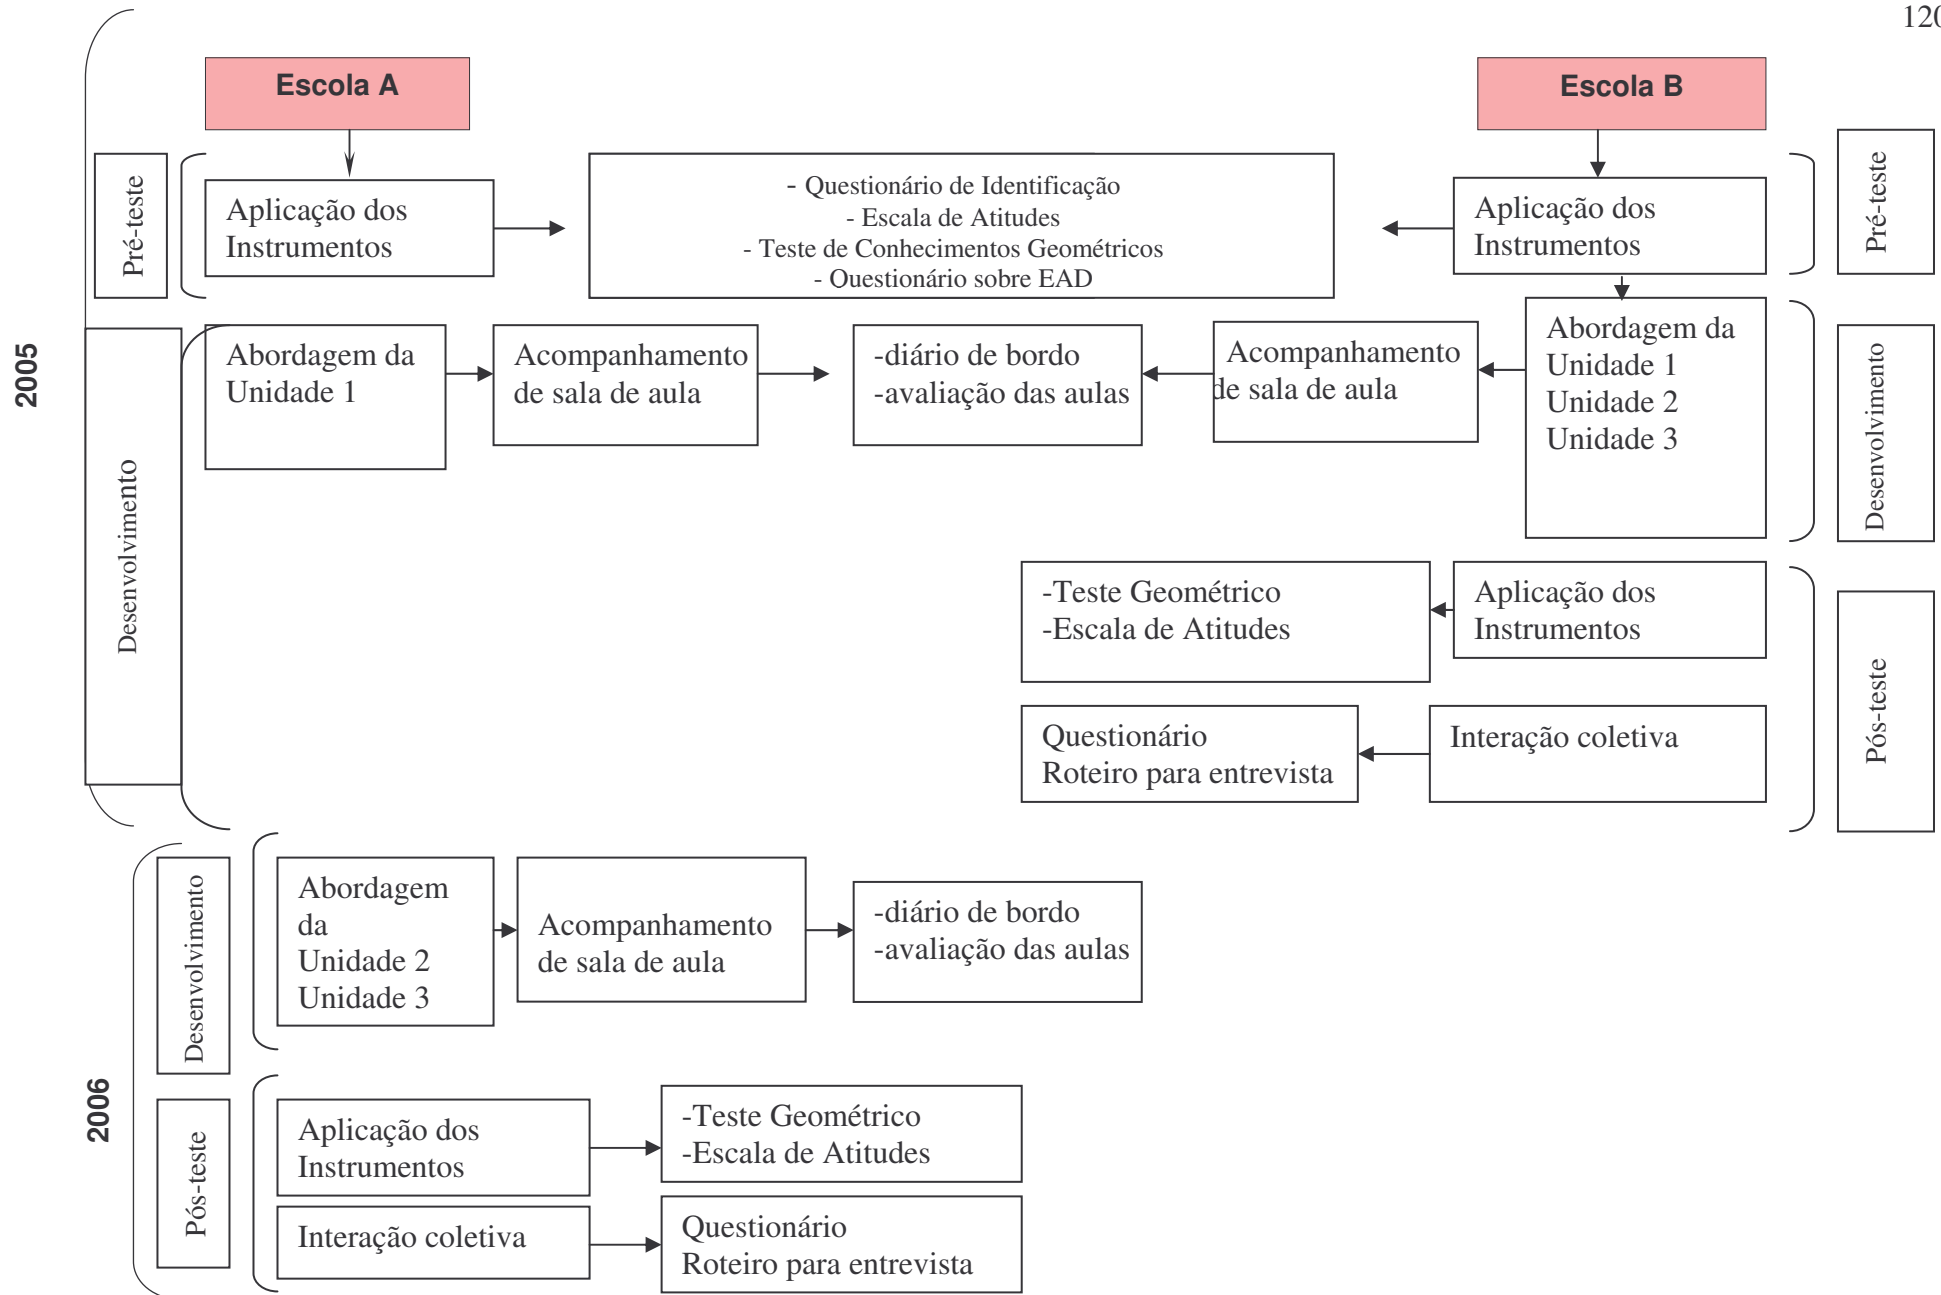 120
Escola A
Escola B
2005
Pré-teste
Aplicação dos
Instrumentos
- Questionário de Identificação
- Escala de Atitudes
- Teste de Conhecimentos Geométricos
- Ouestionário sobre EAD
Aplicação dos
Instrumentos
Pré-teste
Desenvolvimento
Abordagem da
Unidade 1
Acompanhamento
de sala de aula
-diário de bordo
-avaliação das aulas
Acompanhamento
de sala de aula
Abordagem da
Unidade 1
Unidade 2
Unidade 3
Desenvolvimento
-Teste Geométrico
-Escala de Atitudes
Aplicação dos
Instrumentos
Questionário
Roteiro para entrevista
Interação coletiva
Pós-teste
2006
Desenvolvimento
Abordagem
da
Unidade 2
Unidade 3
Acompanhamento
de sala de aula
-diário de bordo
-avaliação das aulas
Pós-teste
Aplicação dos
Instrumentos
-Teste Geométrico
-Escala de Atitudes
Interação coletiva
Questionário
Roteiro para entrevista